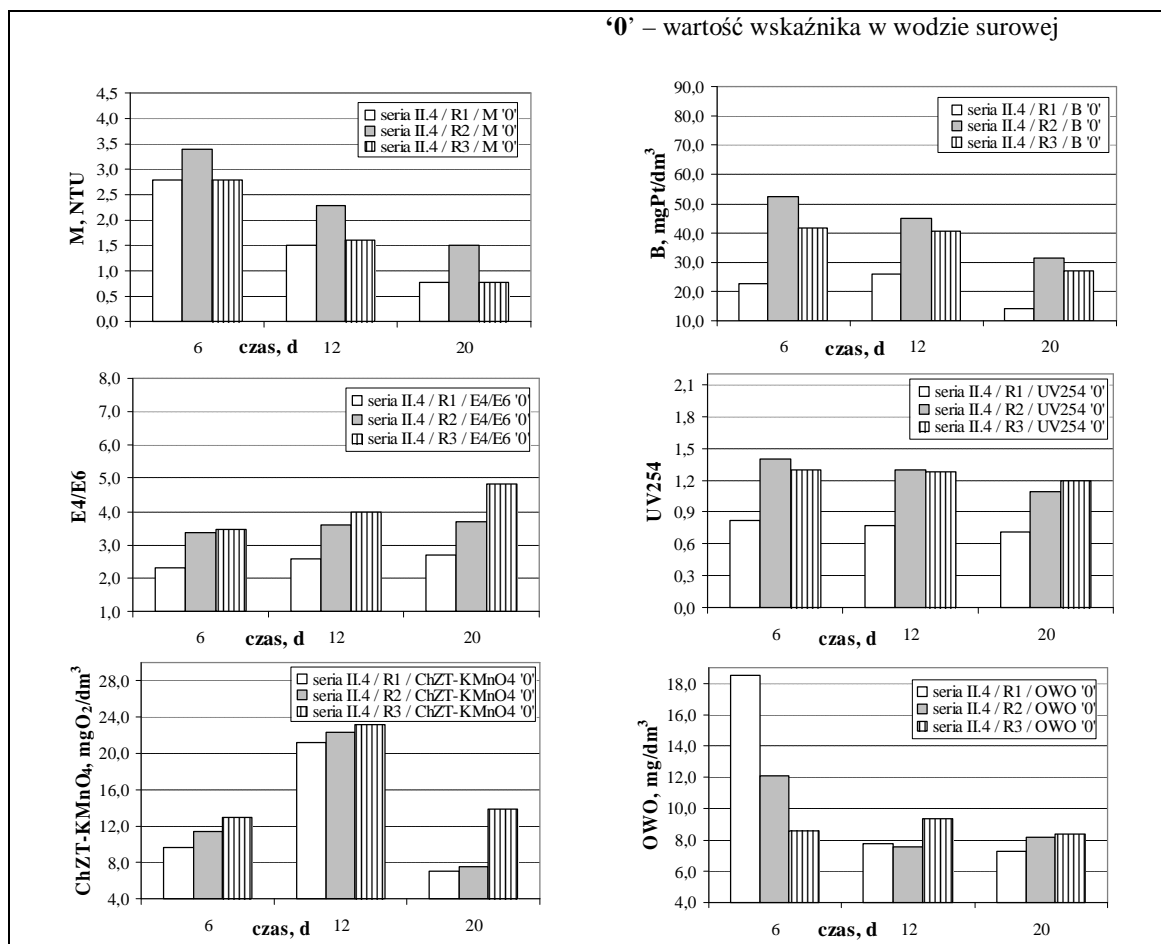 ‘0’ – wartość wskaźnika w wodzie surowej
4,5
4,0
3,5
3,0
2,5
2,0
1,5
1,0
0,5
0,0
M, NTU
seria II.4 / R1 / M '0'
seria II.4 / R2 / M '0'
seria II.4 / R3 / M '0'
6 czas, d 12 20
90,0
80,0
70,0
60,0
50,0
40,0
30,0
20,0
10,0
B, mgPt/dm³
seria II.4 / R1 / B '0'
seria II.4 / R2 / B '0'
seria II.4 / R3 / B '0'
6 czas, d 12 20
8,0
7,0
6,0
5,0
4,0
3,0
2,0
1,0
E4/E6
seria II.4 / R1 / E4/E6 '0'
seria II.4 / R2 / E4/E6 '0'
seria II.4 / R3 / E4/E6 '0'
6 czas, d 12 20
2,1
1,8
1,5
1,2
0,9
0,6
0,3
0,0
UV254
seria II.4 / R1 / UV254 '0'
seria II.4 / R2 / UV254 '0'
seria II.4 / R3 / UV254 '0'
6 czas, d 12 20
28,0
24,0
20,0
16,0
12,0
8,0
4,0
ChZT-KMnO₄, mgO₂/dm³
seria II.4 / R1 / ChZT-KMnO4 '0'
seria II.4 / R2 / ChZT-KMnO4 '0'
seria II.4 / R3 / ChZT-KMnO4 '0'
6 czas, d 12 20
18,0
16,0
14,0
12,0
10,0
8,0
6,0
4,0
OWO, mg/dm³
seria II.4 / R1 / OWO '0'
seria II.4 / R2 / OWO '0'
seria II.4 / R3 / OWO '0'
6 czas, d 12 20